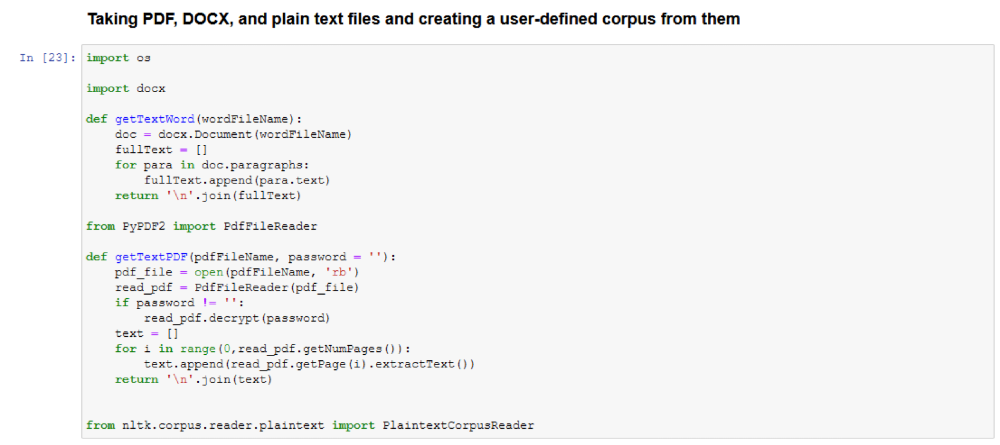 Taking PDF, DOCX, and plain text files and creating a user-defined corpus from them
In [23]: import os
import docx
def getTextWord(wordFileName):
    doc = docx.Document(wordFileName)
    fullText = []
    for para in doc.paragraphs:
        fullText.append(para.text)
    return '\n'.join(fullText)
from PyPDF2 import PdfFileReader
def getTextPDF(pdfFileName, password = ''):
    pdf_file = open(pdfFileName, 'rb')
    read_pdf = PdfFileReader(pdf_file)
    if password != '':
        read_pdf.decrypt(password)
    text = []
    for i in range(0,read_pdf.getNumPages()):
        text.append(read_pdf.getPage(i).extractText())
    return '\n'.join(text)
from nltk.corpus.reader.plaintext import PlaintextCorpusReader